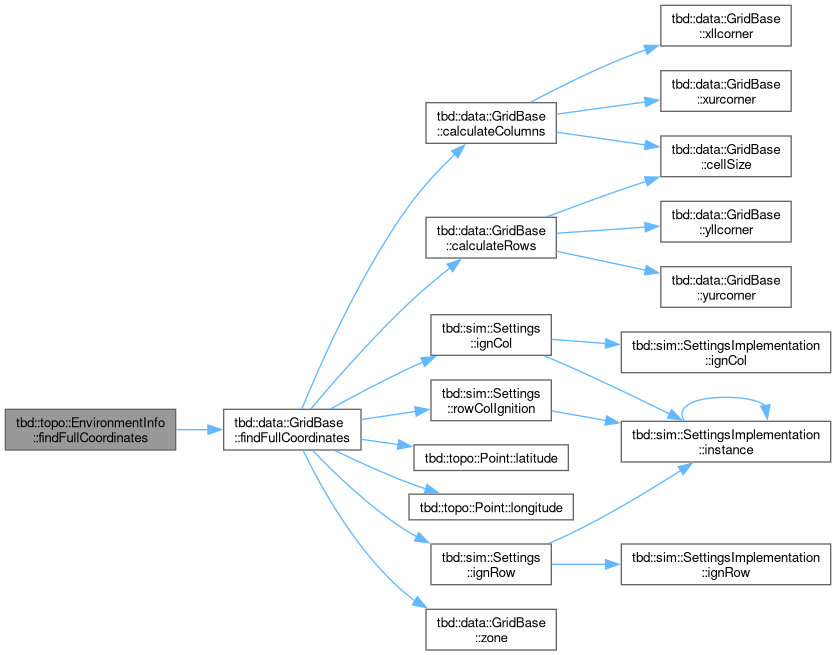 tbd::data::GridBase
::xllcorner
tbd::data::GridBase
::xurcorner
tbd::data::GridBase
::calculateColumns
tbd::data::GridBase
::cellSize
tbd::data::GridBase
::calculateRows
tbd::data::GridBase
::yllcorner
tbd::data::GridBase
::yurcorner
tbd::sim::Settings
::ignCol
tbd::sim::SettingsImplementation
::ignCol
tbd::sim::Settings
::rowColIgnition
tbd::topo::EnvironmentInfo
::findFullCoordinates
tbd::data::GridBase
::findFullCoordinates
tbd::sim::SettingsImplementation
::instance
tbd::topo::Point::latitude
tbd::topo::Point::longitude
tbd::sim::Settings
::ignRow
tbd::sim::SettingsImplementation
::ignRow
tbd::data::GridBase
::zone